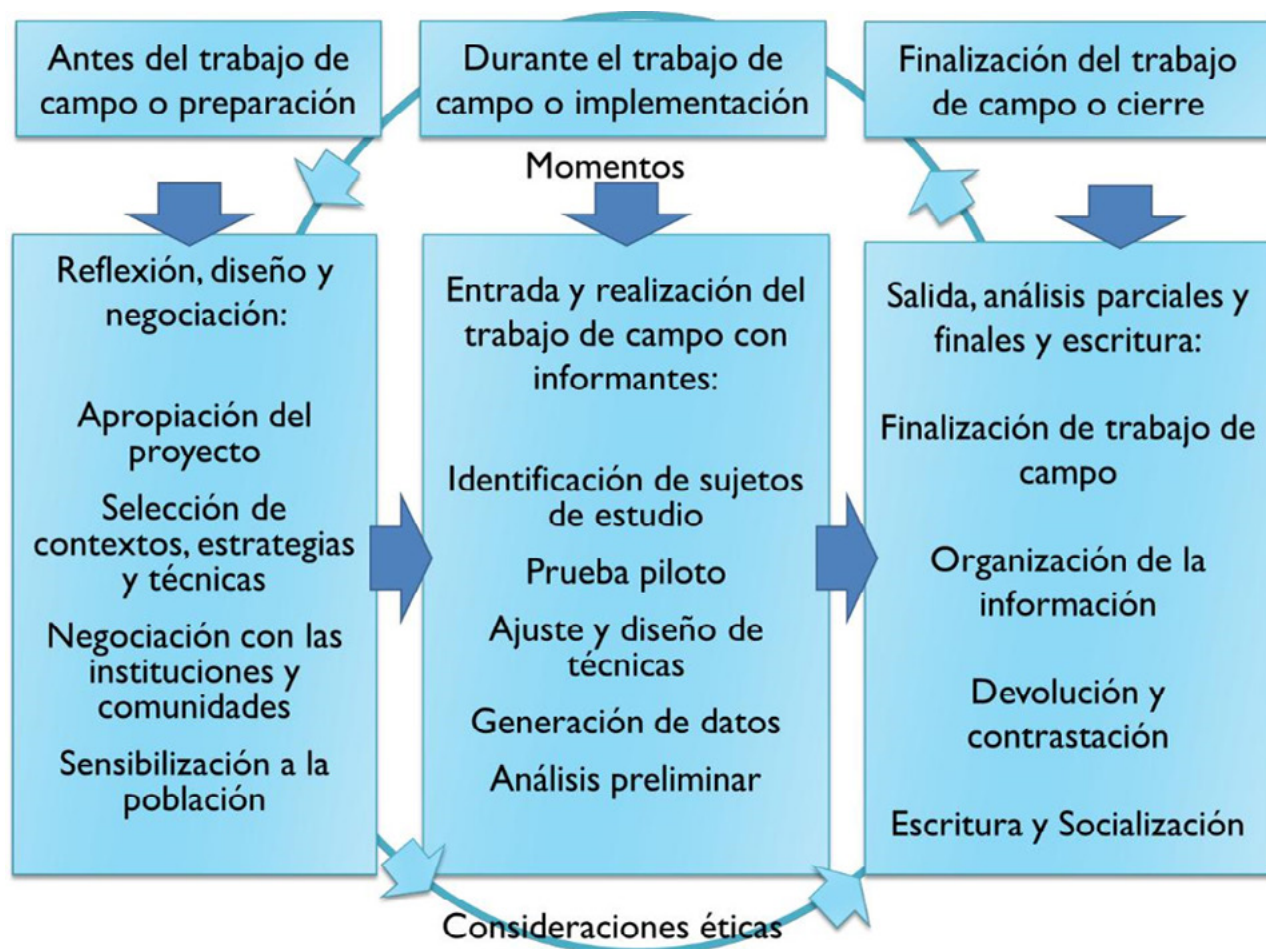 Antes del trabajo de
campo o preparación
Durante el trabajo de
campo o implementación
Finalización del trabajo
de campo o cierre
Momentos
Reflexión, diseño y
negociación:
Apropiación del
proyecto
Selección de
contextos, estrategias
y técnicas
Negociación con las
instituciones y
comunidades
Sensibilización a la
población
Entrada y realización del
trabajo de campo con
informantes:
Identificación de sujetos
de estudio
Prueba piloto
Ajuste y diseño de
técnicas
Generación de datos
Análisis preliminar
Salida, análisis parciales y
finales y escritura:
Finalización de trabajo de
campo
Organización de la
información
Devolución y
contrastación
Escritura y Socialización
Consideraciones éticas